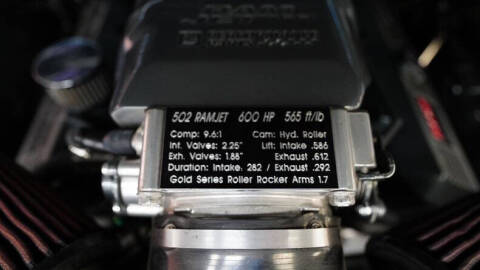 502 RAMJET 600 HP 565 ft/lb
Comp: 9.6:1 Cam: Hyd. Roller
Int. Valves: 2.25" Lift: Intake .586
Exh. Valves: 1.88" Exhaust .612
Duration: Intake. 282 / Exhaust .292
Gold Series Roller Rocker Arms 1.7